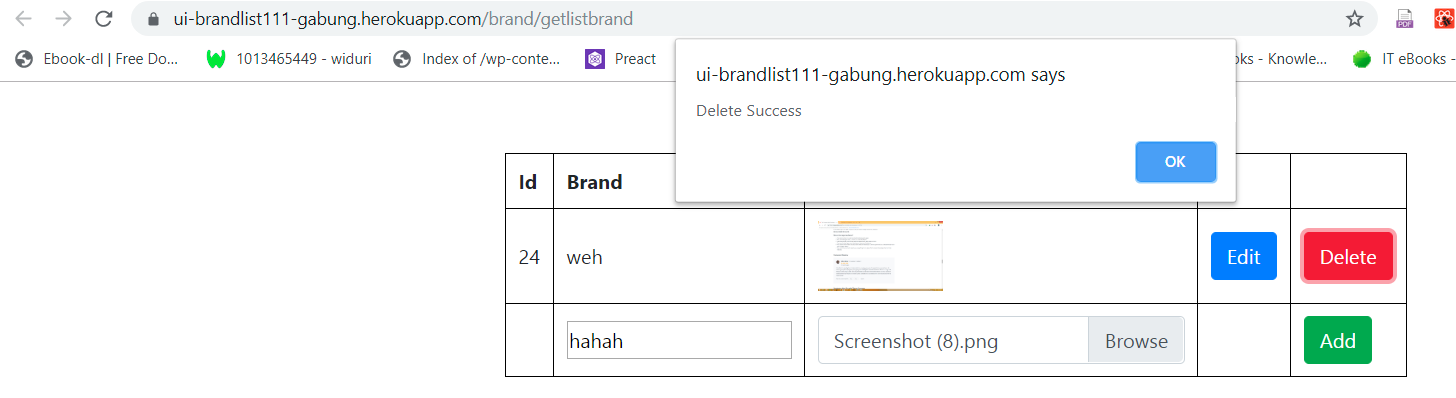 ui-brandlist111-gabung.herokuapp.com/brand/getlistbrand
PDF
Ebook-dl | Free Do...
1013465449 - widuri
Index of /wp-conte...
Preact
oks - Knowle...
IT eBooks -
ui-brandlist111-gabung.herokuapp.com says
Delete Success
OK
Id Brand
24 weh Edit Delete
hahah Screenshot (8).png Browse Add